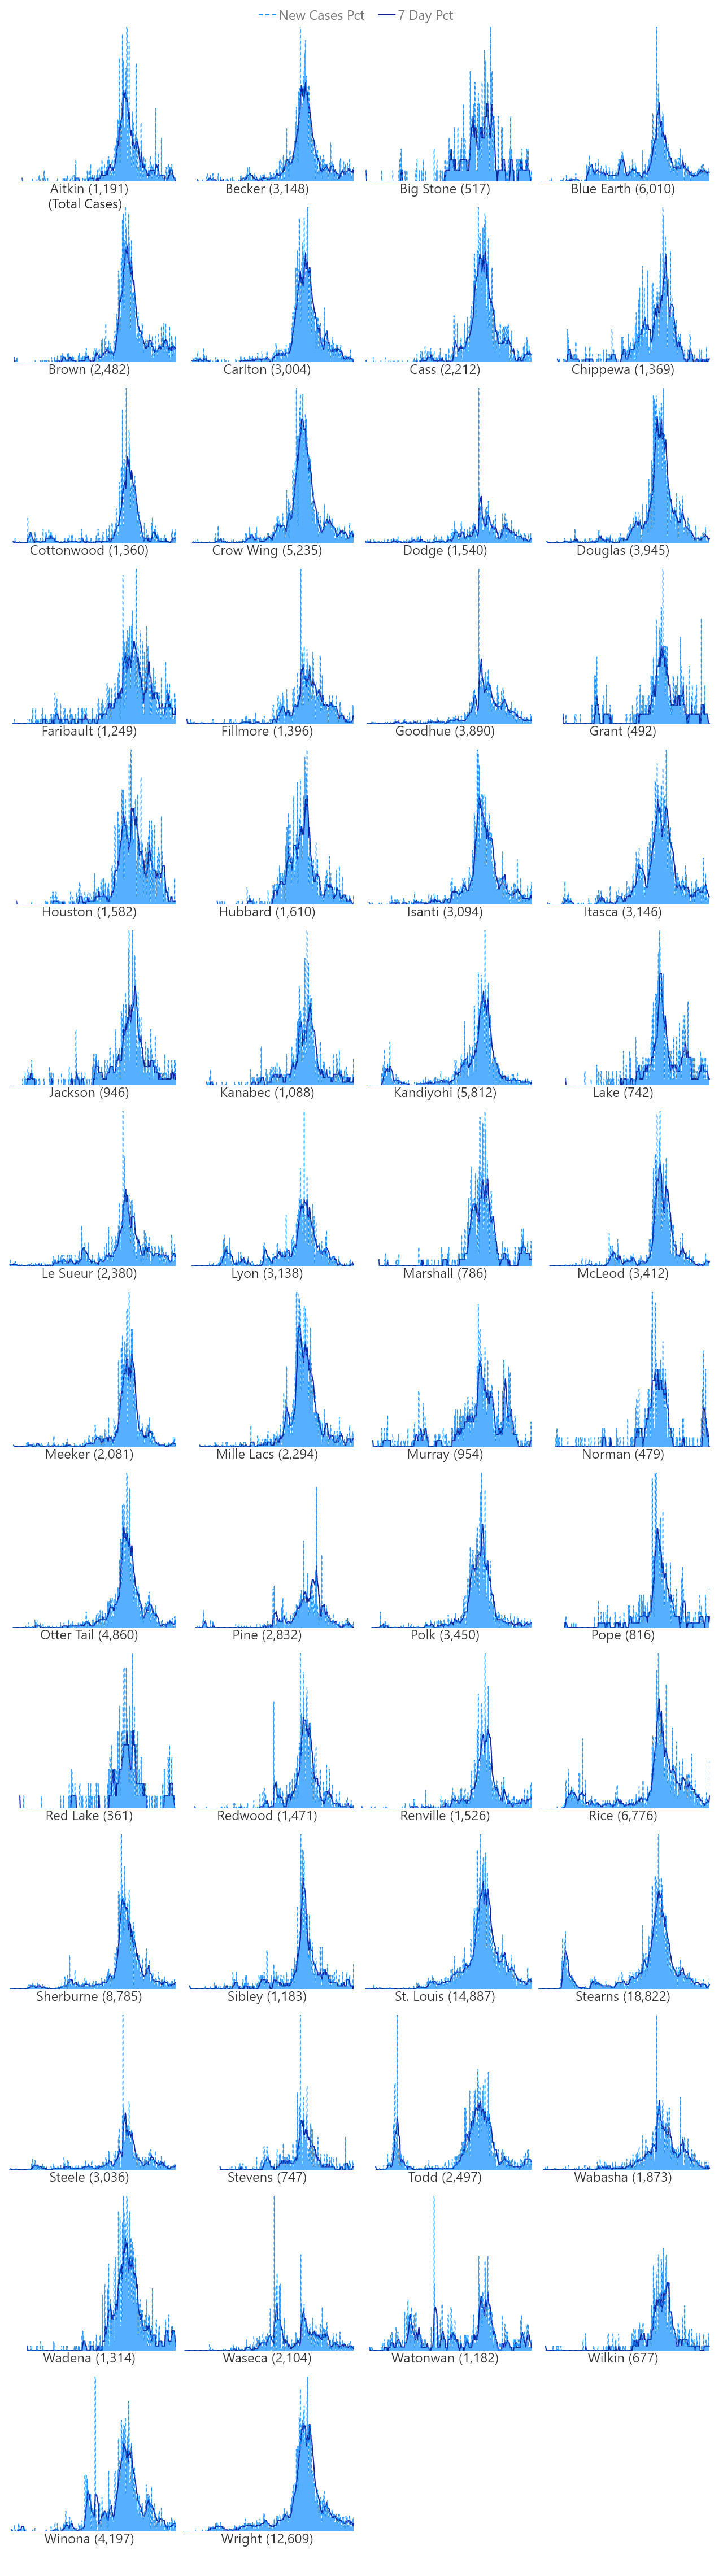 New Cases Pct 7 Day Pct
Aitkin (1,191) Becker (3,148) Big Stone (517) Blue Earth (6,010)
(Total Cases)
Brown (2,482) Carlton (3,004) Cass (2,212) Chippewa (1,369)
Cottonwood (1,360) Crow Wing (5,235) Dodge (1,540) Douglas (3,945)
Faribault (1,249) Fillmore (1,396) Goodhue (3,890) Grant (492)
Houston (1,582) Hubbard (1,610) Isanti (3,094) Itasca (3,146)
Jackson (946) Kanabec (1,088) Kandiyohi (5,812) Lake (742)
Le Sueur (2,380) Lyon (3,138) Marshall (786) McLeod (3,412)
Meeker (2,081) Mille Lacs (2,294) Murray (954) Norman (479)
Otter Tail (4,860) Pine (2,832) Polk (3,450) Pope (816)
Red Lake (361) Redwood (1,471) Renville (1,526) Rice (6,776)
Sherburne (8,785) Sibley (1,183) St. Louis (14,887) Stearns (18,822)
Steele (3,036) Stevens (747) Todd (2,497) Wabasha (1,873)
Wadena (1,314) Waseca (2,104) Watonwan (1,182) Wilkin (677)
Winona (4,197) Wright (12,609)